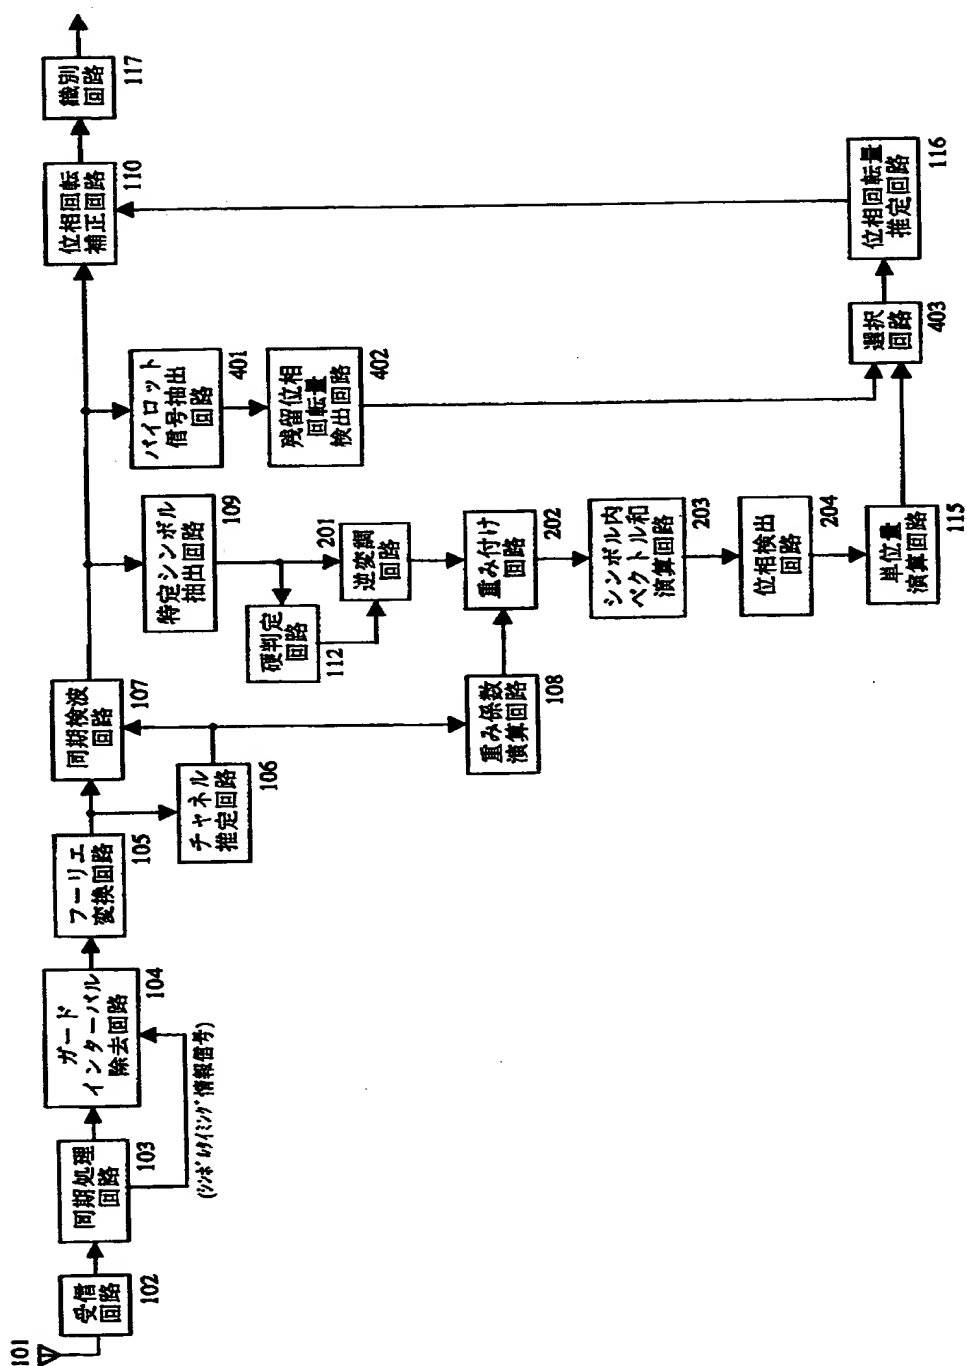 101
受信
回路
102
同期処理
回路
103
(シンボルタイミング情報信号)
ガード
インターバル
除去回路
104
フーリエ
変換回路
105
チャネル
推定回路
106
同期検波
回路
107
重み係数
演算回路
108
特定シンボル
抽出回路
109
硬判定
回路
112
201
逆変調
回路
重み付け
回路
202
シンボル内
ベクトル和
演算回路
203
位相検出
回路
204
単位量
演算回路
115
パイロット
信号抽出
回路
401
残留位相
回転量
検出回路
402
選択
回路
403
位相回転量
推定回路
116
位相回転
補正回路
110
識別
回路
117